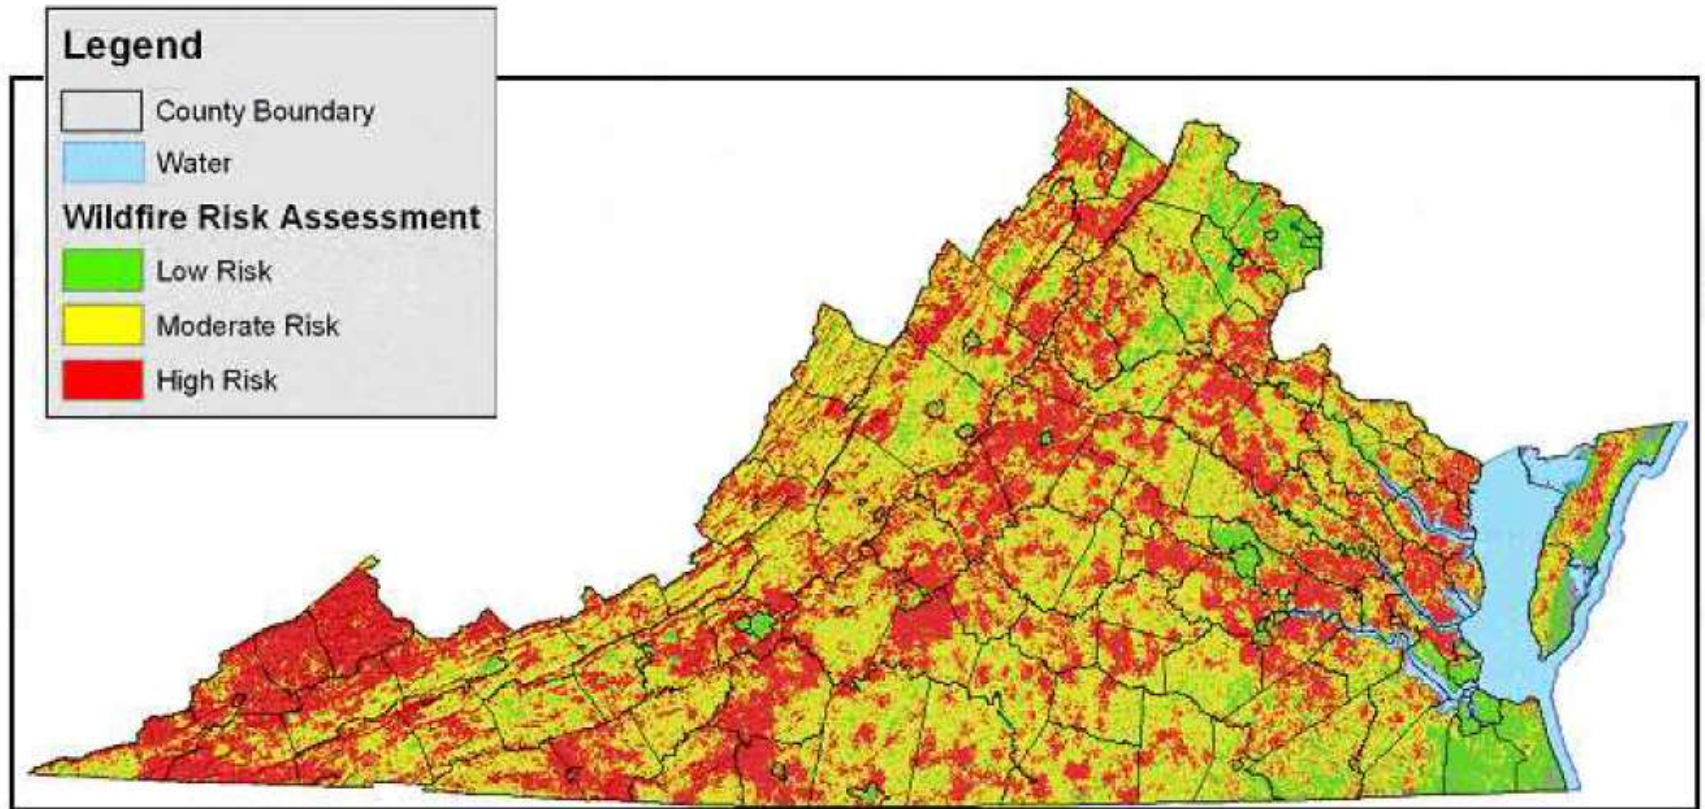 Legend
County Boundary
Water
Wildfire Risk Assessment
Low Risk
Moderate Risk
High Risk